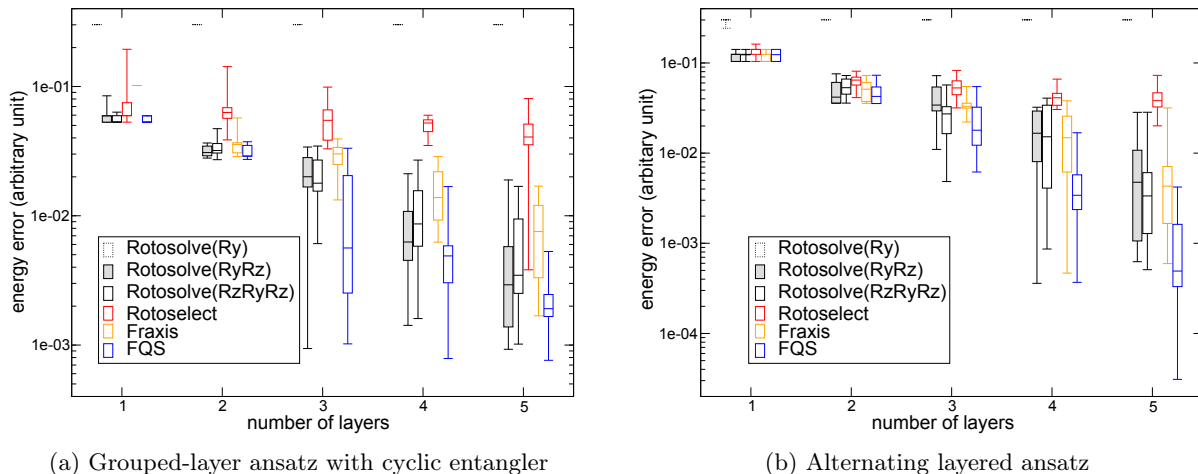 energy error (arbitrary unit)
1e-01
1e-02
1e-03
Rotosolve(Ry)
Rotosolve(RyRz)
Rotosolve(RzRyRz)
Rotoselect
Fraxis
FQS
1 2 3 4 5
number of layers
(a) Grouped-layer ansatz with cyclic entangler
energy error (arbitary unit)
1e-01
1e-02
1e-03
1e-04
Rotosolve(Ry)
Rotosolve(RyRz)
Rotosolve(RzRyRz)
Rotoselect
Fraxis
FQS
1 2 3 4 5
number of layers
(b) Alternating layered ansatz